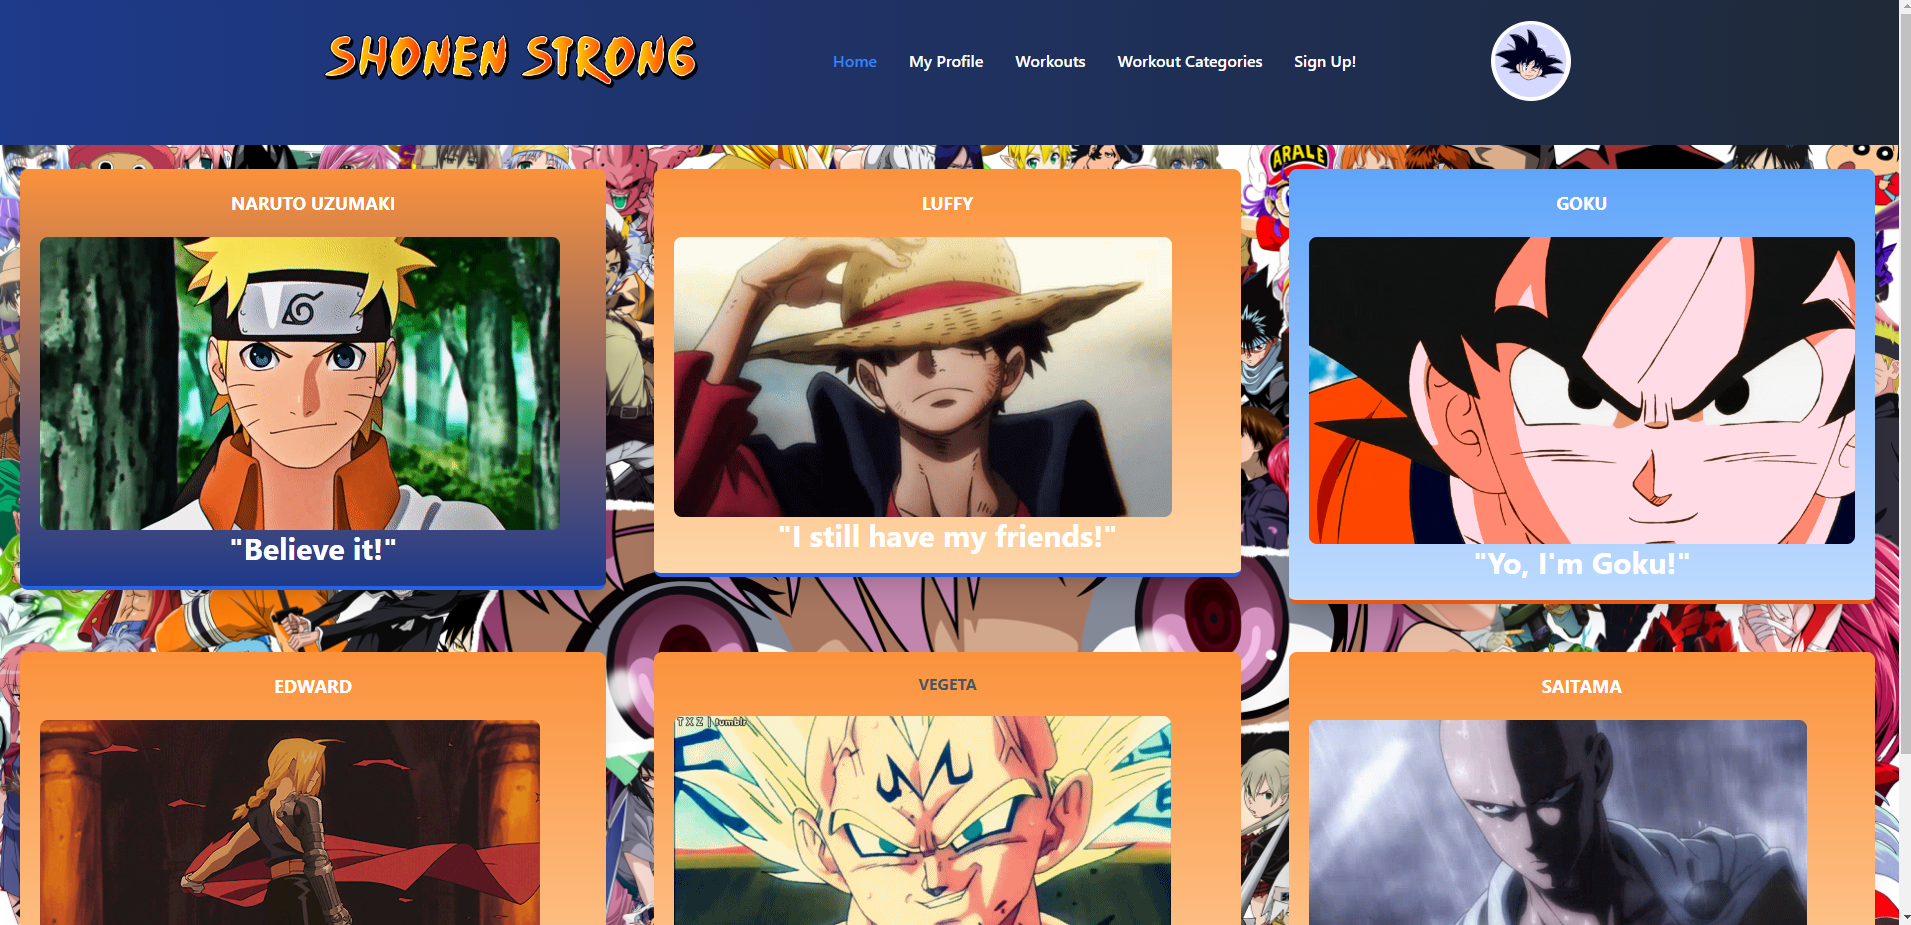 SHONEN STRONG
Home My Profile Workouts Workout Categories Sign Up!
ARALE
NARUTO UZUMAKI
LUFFY
GOKU
"Believe it!"
"I still have my friends!"
"Yo, I'm Goku!"
EDWARD
VEGETA
SAITAMA
T X Z | tumblr